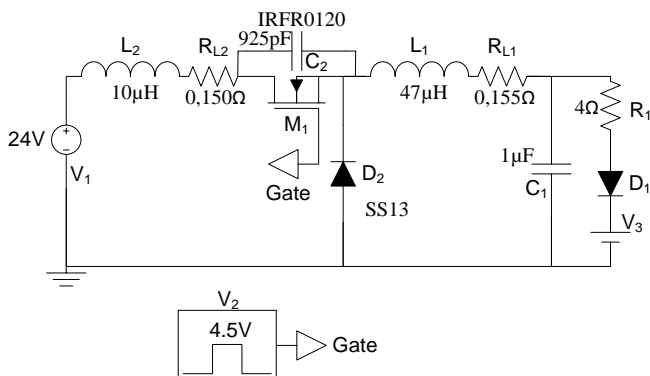 IRFR0120
925pF
L2
RL2
C2
L1
RL1
10µH
0,150Ω
47µH
0,155Ω
4Ω
R1
M1
24V
V1
Gate
D2
SS13
1µF
C1
D1
V3
V2
4.5V
Gate